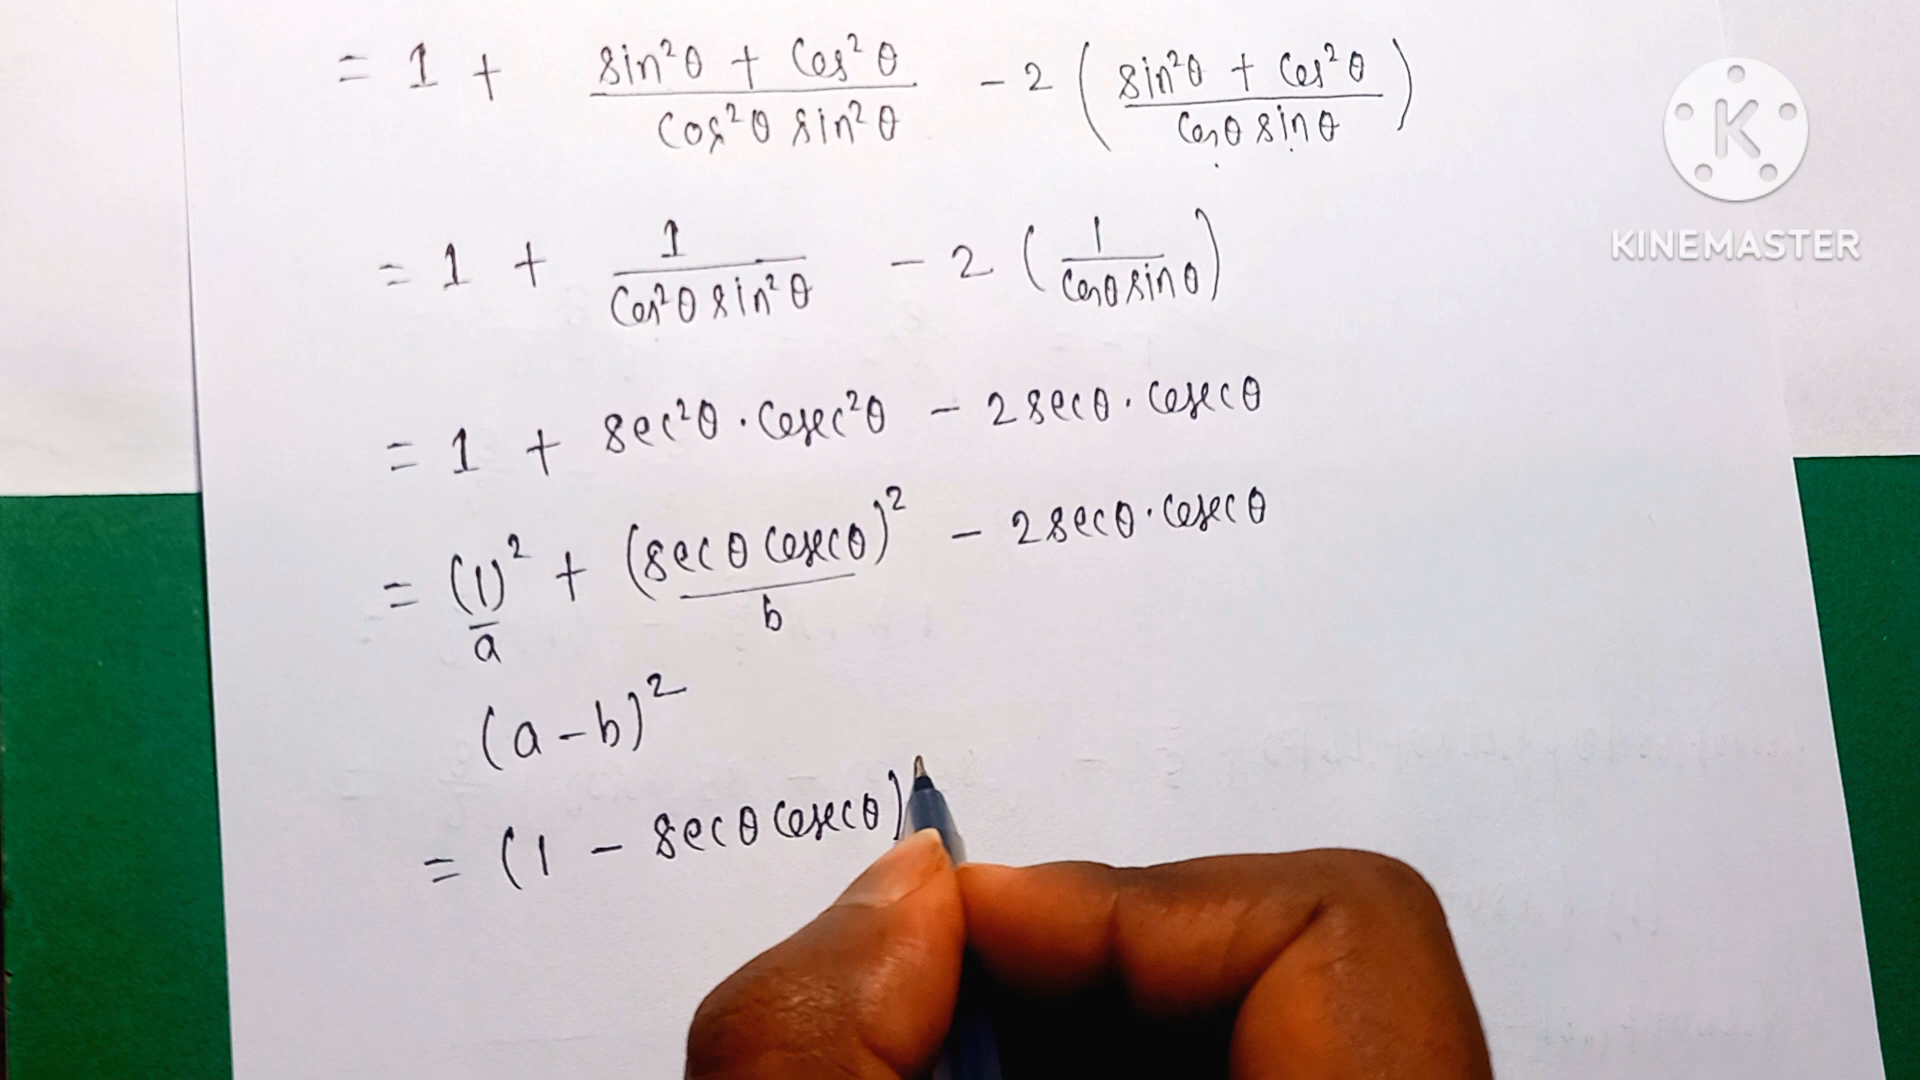 = 1 + sin²θ + cos²θ / cos²θ sin²θ - 2 ( sin²θ + cos²θ / cosθ sinθ )
K
KINEMASTER
= 1 + 1 / cos²θ sin²θ - 2 ( 1 / cosθ sinθ )
= 1 + sec²θ · cosec²θ - 2 secθ · cosecθ
= (1)² + (secθ cosecθ)² - 2 secθ · cosecθ
a b
(a - b)²
= (1 - secθ cosecθ)